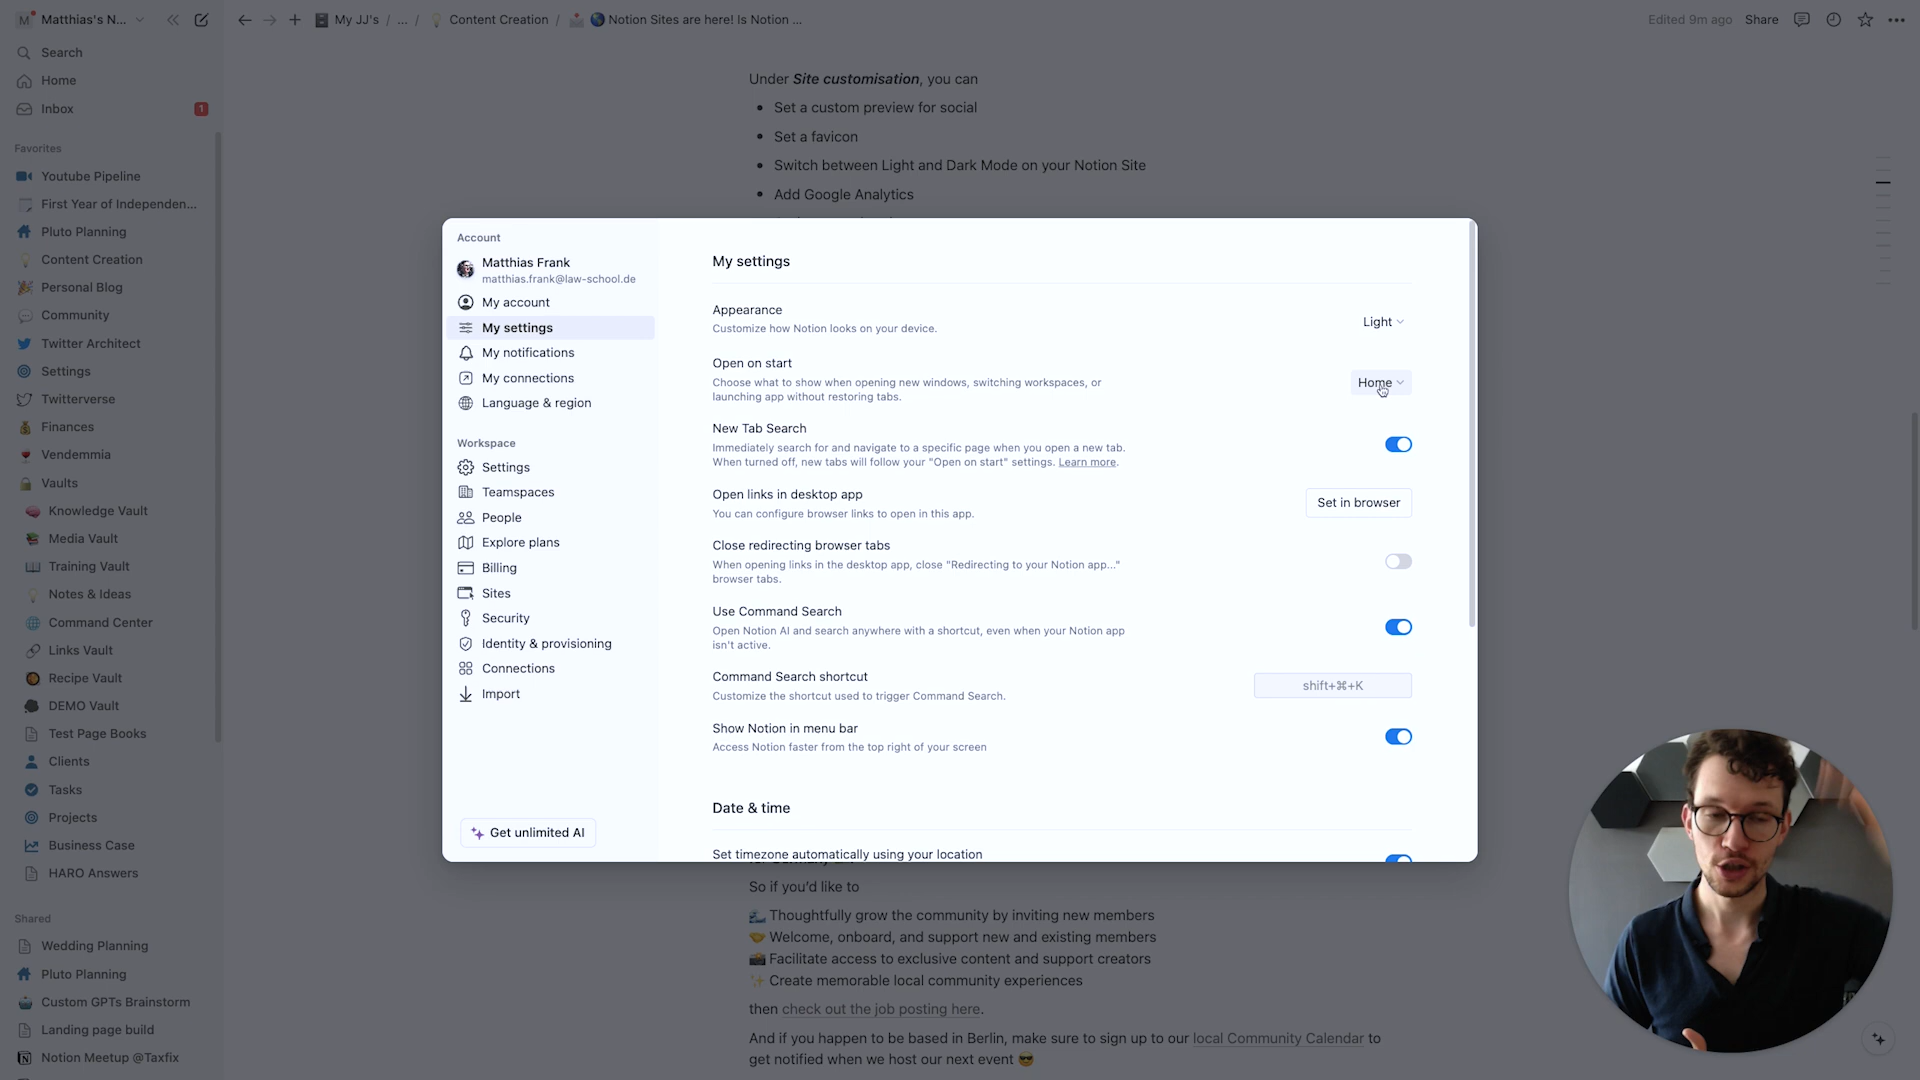 Matthias's N...
My JJ's / ... / Content Creation / Notion Sites are here! Is Notion ...
Edited 9m ago Share
Search
Home
Inbox 1
Favorites
Youtube Pipeline
First Year of Independen...
Pluto Planning
Content Creation
Personal Blog
Community
Twitter Architect
Settings
Twitterverse
Finances
Vendemmia
Vaults
Knowledge Vault
Media Vault
Training Vault
Notes & Ideas
Command Center
Links Vault
Recipe Vault
DEMO Vault
Test Page Books
Clients
Tasks
Projects
Business Case
HARO Answers
Shared
Wedding Planning
Pluto Planning
Custom GPTs Brainstorm
Landing page build
Notion Meetup @Taxfix
Under Site customisation, you can
• Set a custom preview for social
• Set a favicon
• Switch between Light and Dark Mode on your Notion Site
• Add Google Analytics
Account
Matthias Frank
matthias.frank@law-school.de
My account
My settings
My notifications
My connections
Language & region
Workspace
Settings
Teamspaces
People
Explore plans
Billing
Sites
Security
Identity & provisioning
Connections
Import
Get unlimited AI
My settings
Appearance
Customize how Notion looks on your device.
Light
Open on start
Choose what to show when opening new windows, switching workspaces, or
launching app without restoring tabs.
Home
New Tab Search
Immediately search for and navigate to a specific page when you open a new tab.
When turned off, new tabs will follow your "Open on start" settings. Learn more.
Open links in desktop app
You can configure browser links to open in this app.
Set in browser
Close redirecting browser tabs
When opening links in the desktop app, close "Redirecting to your Notion app..."
browser tabs.
Use Command Search
Open Notion AI and search anywhere with a shortcut, even when your Notion app
isn't active.
Command Search shortcut
Customize the shortcut used to trigger Command Search.
shift+⌘+K
Show Notion in menu bar
Access Notion faster from the top right of your screen
Date & time
Set timezone automatically using your location
So if you'd like to
🌊 Thoughtfully grow the community by inviting new members
🤝 Welcome, onboard, and support new and existing members
📸 Facilitate access to exclusive content and support creators
✨ Create memorable local community experiences
then check out the job posting here.
And if you happen to be based in Berlin, make sure to sign up to our local Community Calendar to
get notified when we host our next event 😎